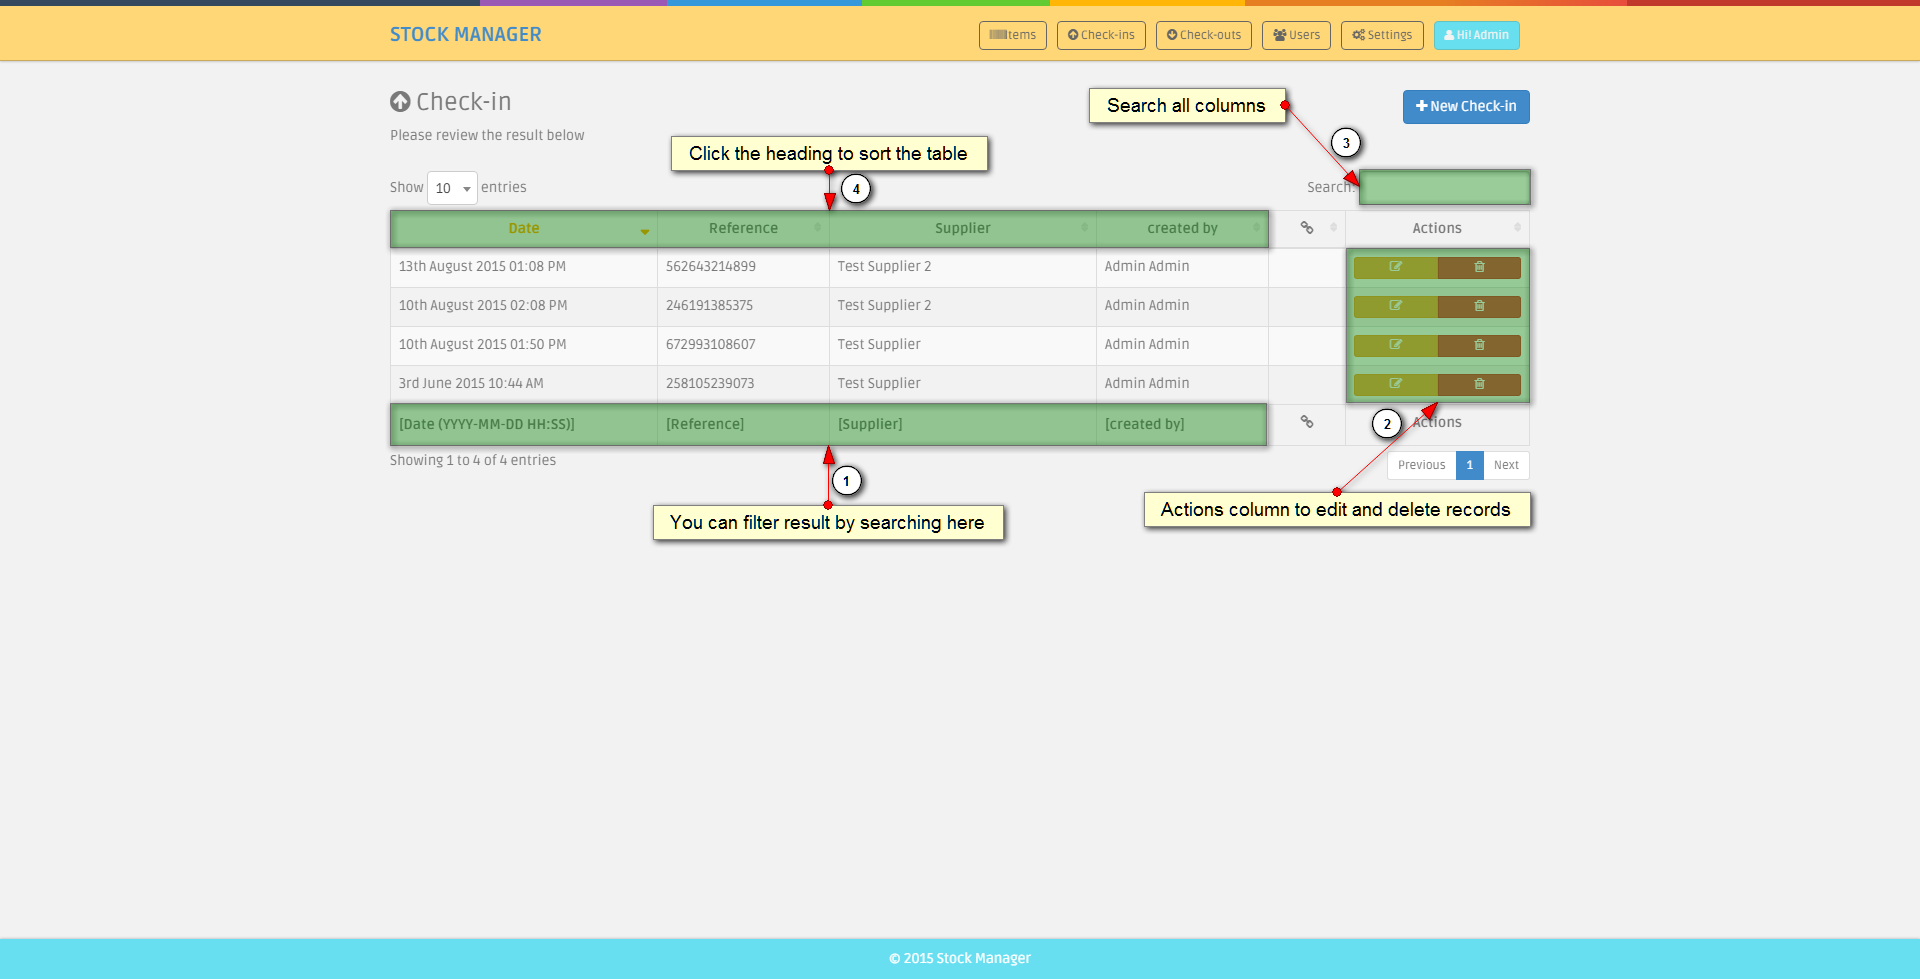 STOCK MANAGER
Items Check-ins Check-outs Users Settings Hi! Admin
Check-in
Search all columns
New Check-in
Please review the result below
Click the heading to sort the table
3
Show 10 entries
4
Search:
Date Reference Supplier created by Actions
13th August 2015 01:08 PM 562643214899 Test Supplier 2 Admin Admin
10th August 2015 02:08 PM 246191385375 Test Supplier 2 Admin Admin
10th August 2015 01:50 PM 672993108607 Test Supplier Admin Admin
3rd June 2015 10:44 AM 258105239073 Test Supplier Admin Admin
[Date (YYYY-MM-DD HH:SS)] [Reference] [Supplier] [created by] 2 Actions
Showing 1 to 4 of 4 entries
Previous 1 Next
1
You can filter result by searching here
Actions column to edit and delete records
© 2015 Stock Manager